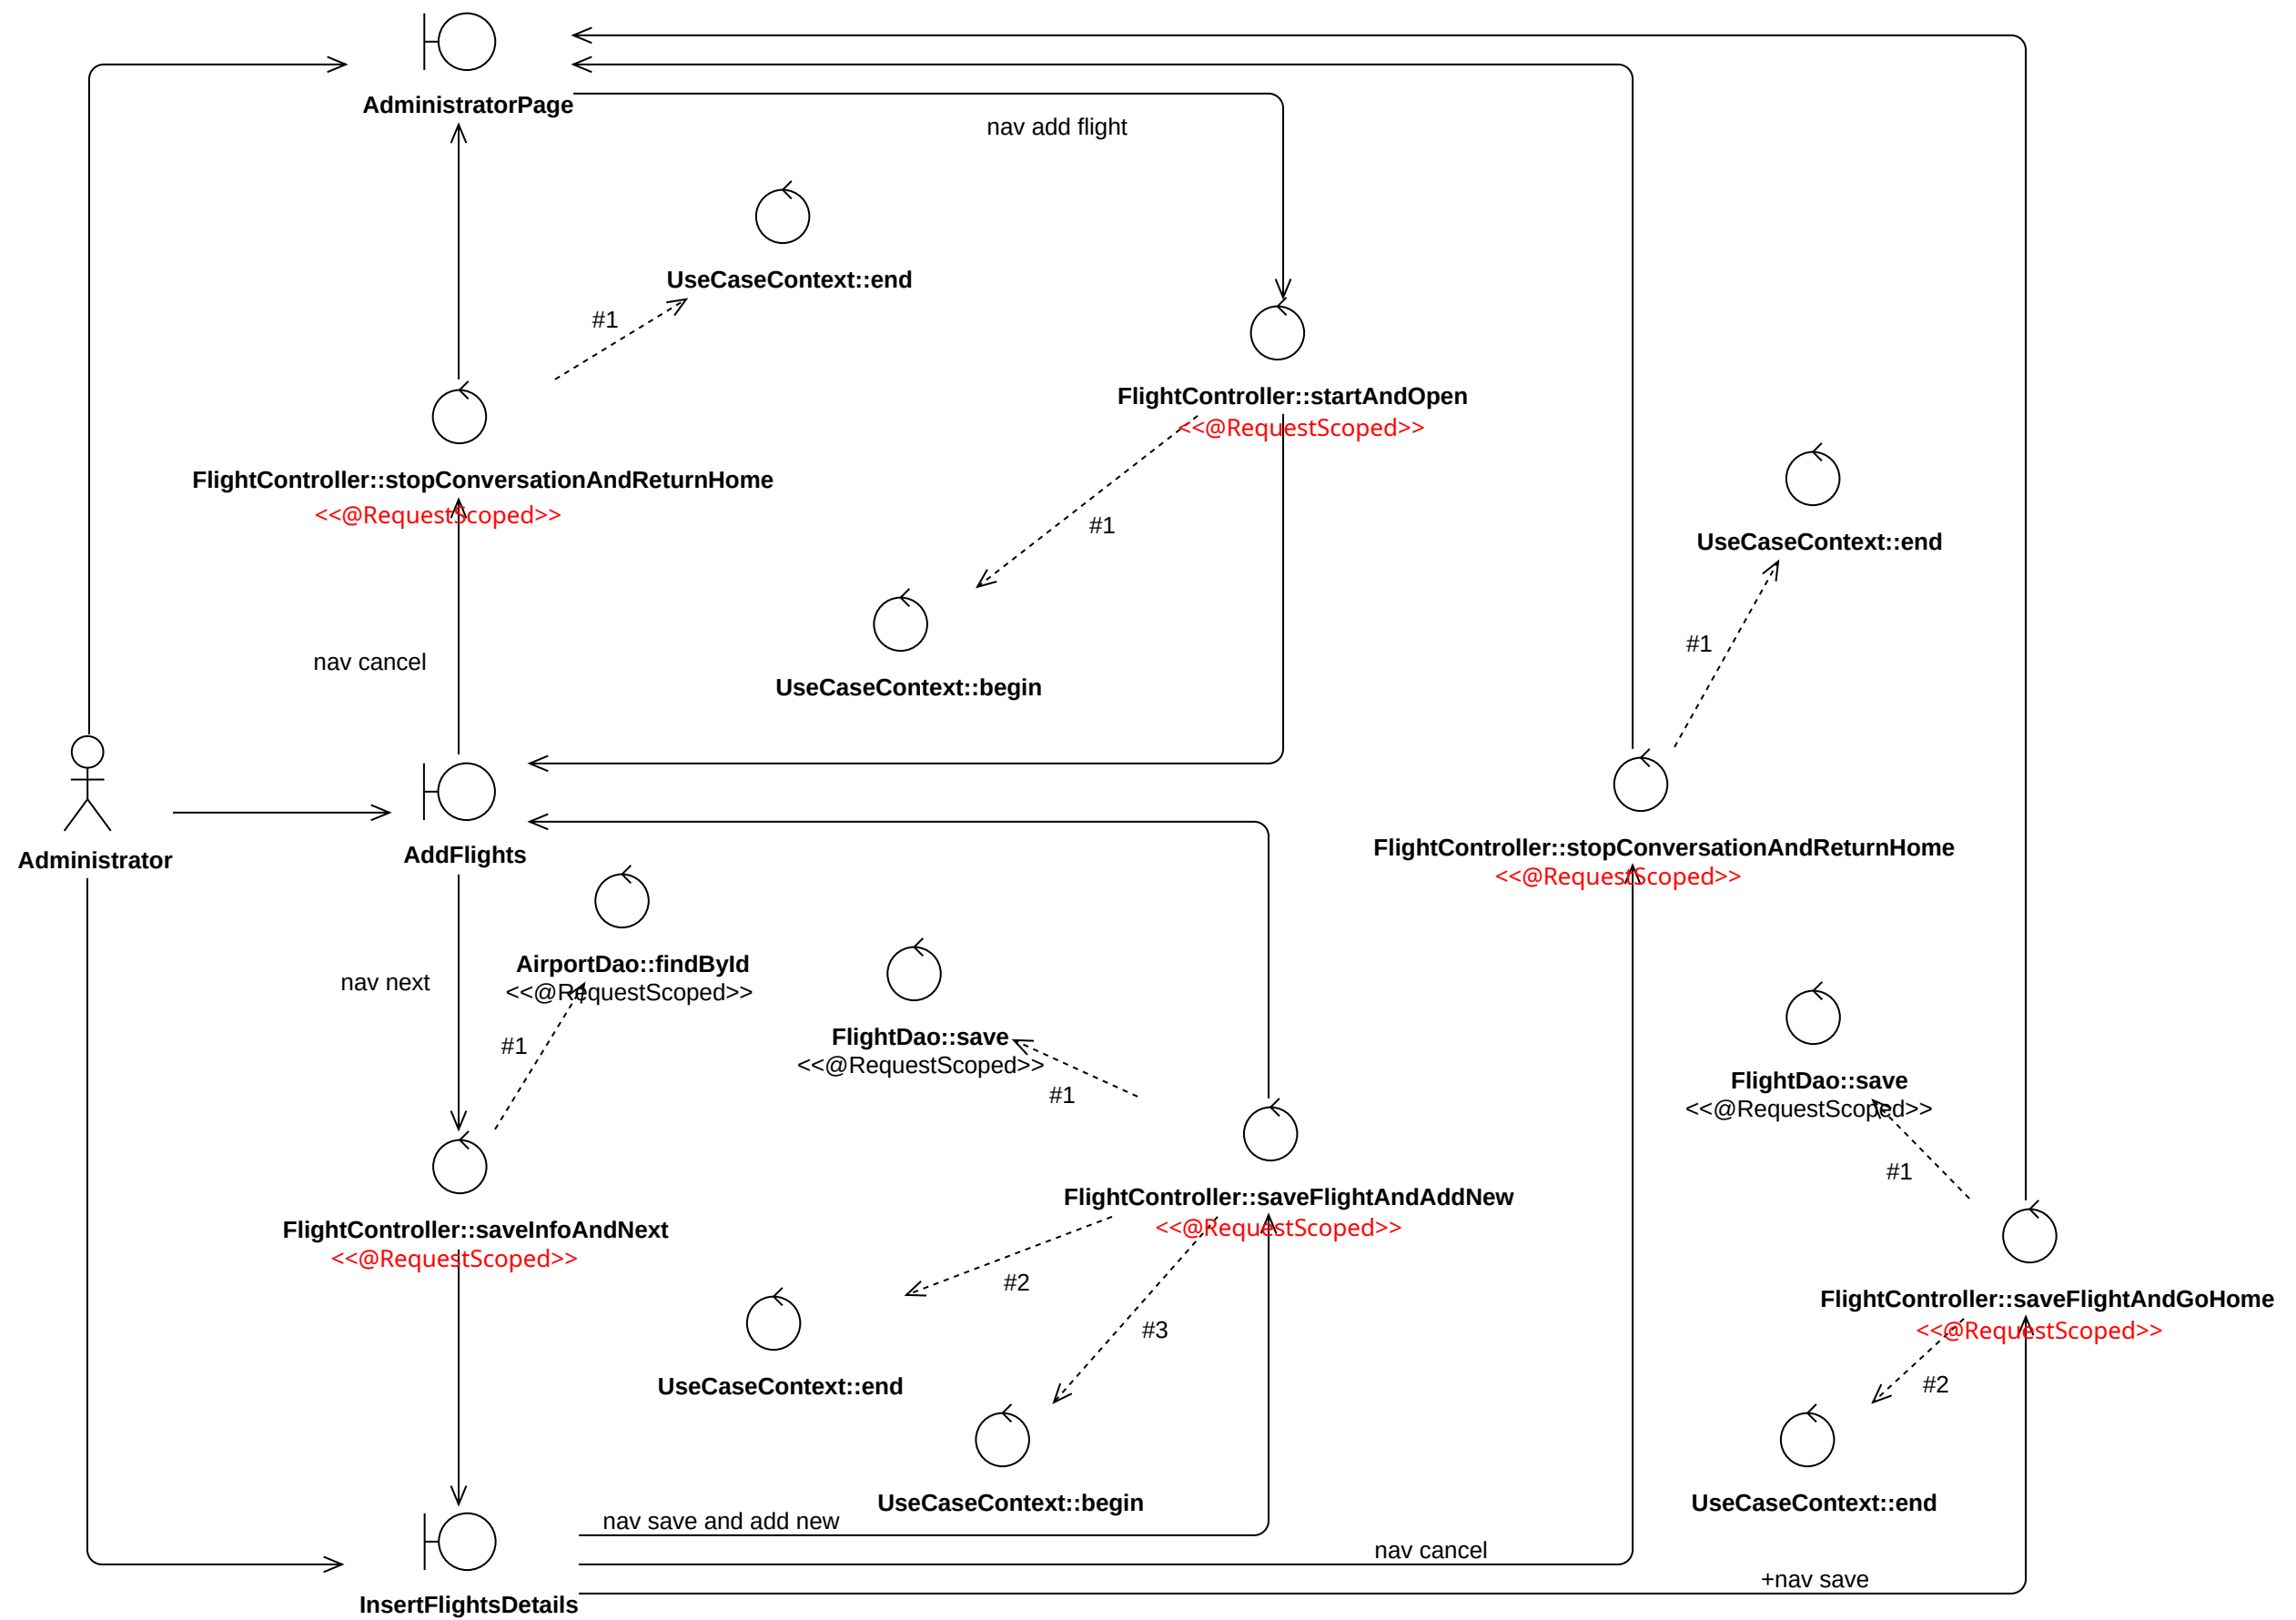 AdministratorPage
nav add flight
UseCaseContext::end
#1
FlightController::startAndOpen
<<@RequestScoped>>
FlightController::stopConversationAndReturnHome
<<@RequestScoped>>
#1
UseCaseContext::end
#1
nav cancel
UseCaseContext::begin
Administrator
AddFlights
FlightController::stopConversationAndReturnHome
<<@RequestScoped>>
nav next
AirportDao::findById
<<@RequestScoped>>
#1
FlightDao::save
<<@RequestScoped>>
#1
FlightDao::save
<<@RequestScoped>>
#1
FlightController::saveInfoAndNext
<<@RequestScoped>>
FlightController::saveFlightAndAddNew
<<@RequestScoped>>
#2
#3
FlightController::saveFlightAndGoHome
<<@RequestScoped>>
#2
UseCaseContext::end
UseCaseContext::begin
UseCaseContext::end
nav save and add new
nav cancel
+nav save
InsertFlightsDetails